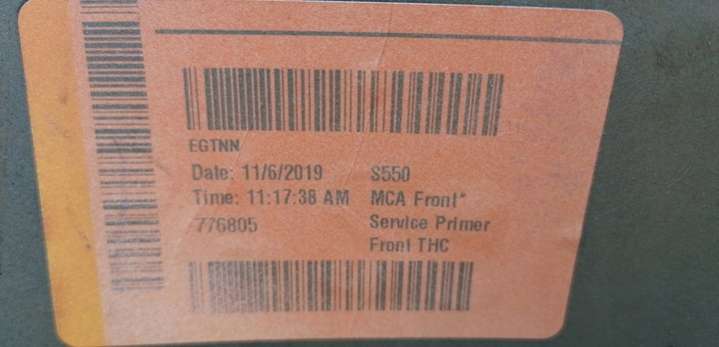 EGTNN
Date: 11/6/2019 S550
Time: 11:17:38 AM MCA Front*
776805 Service Primer
Front THC